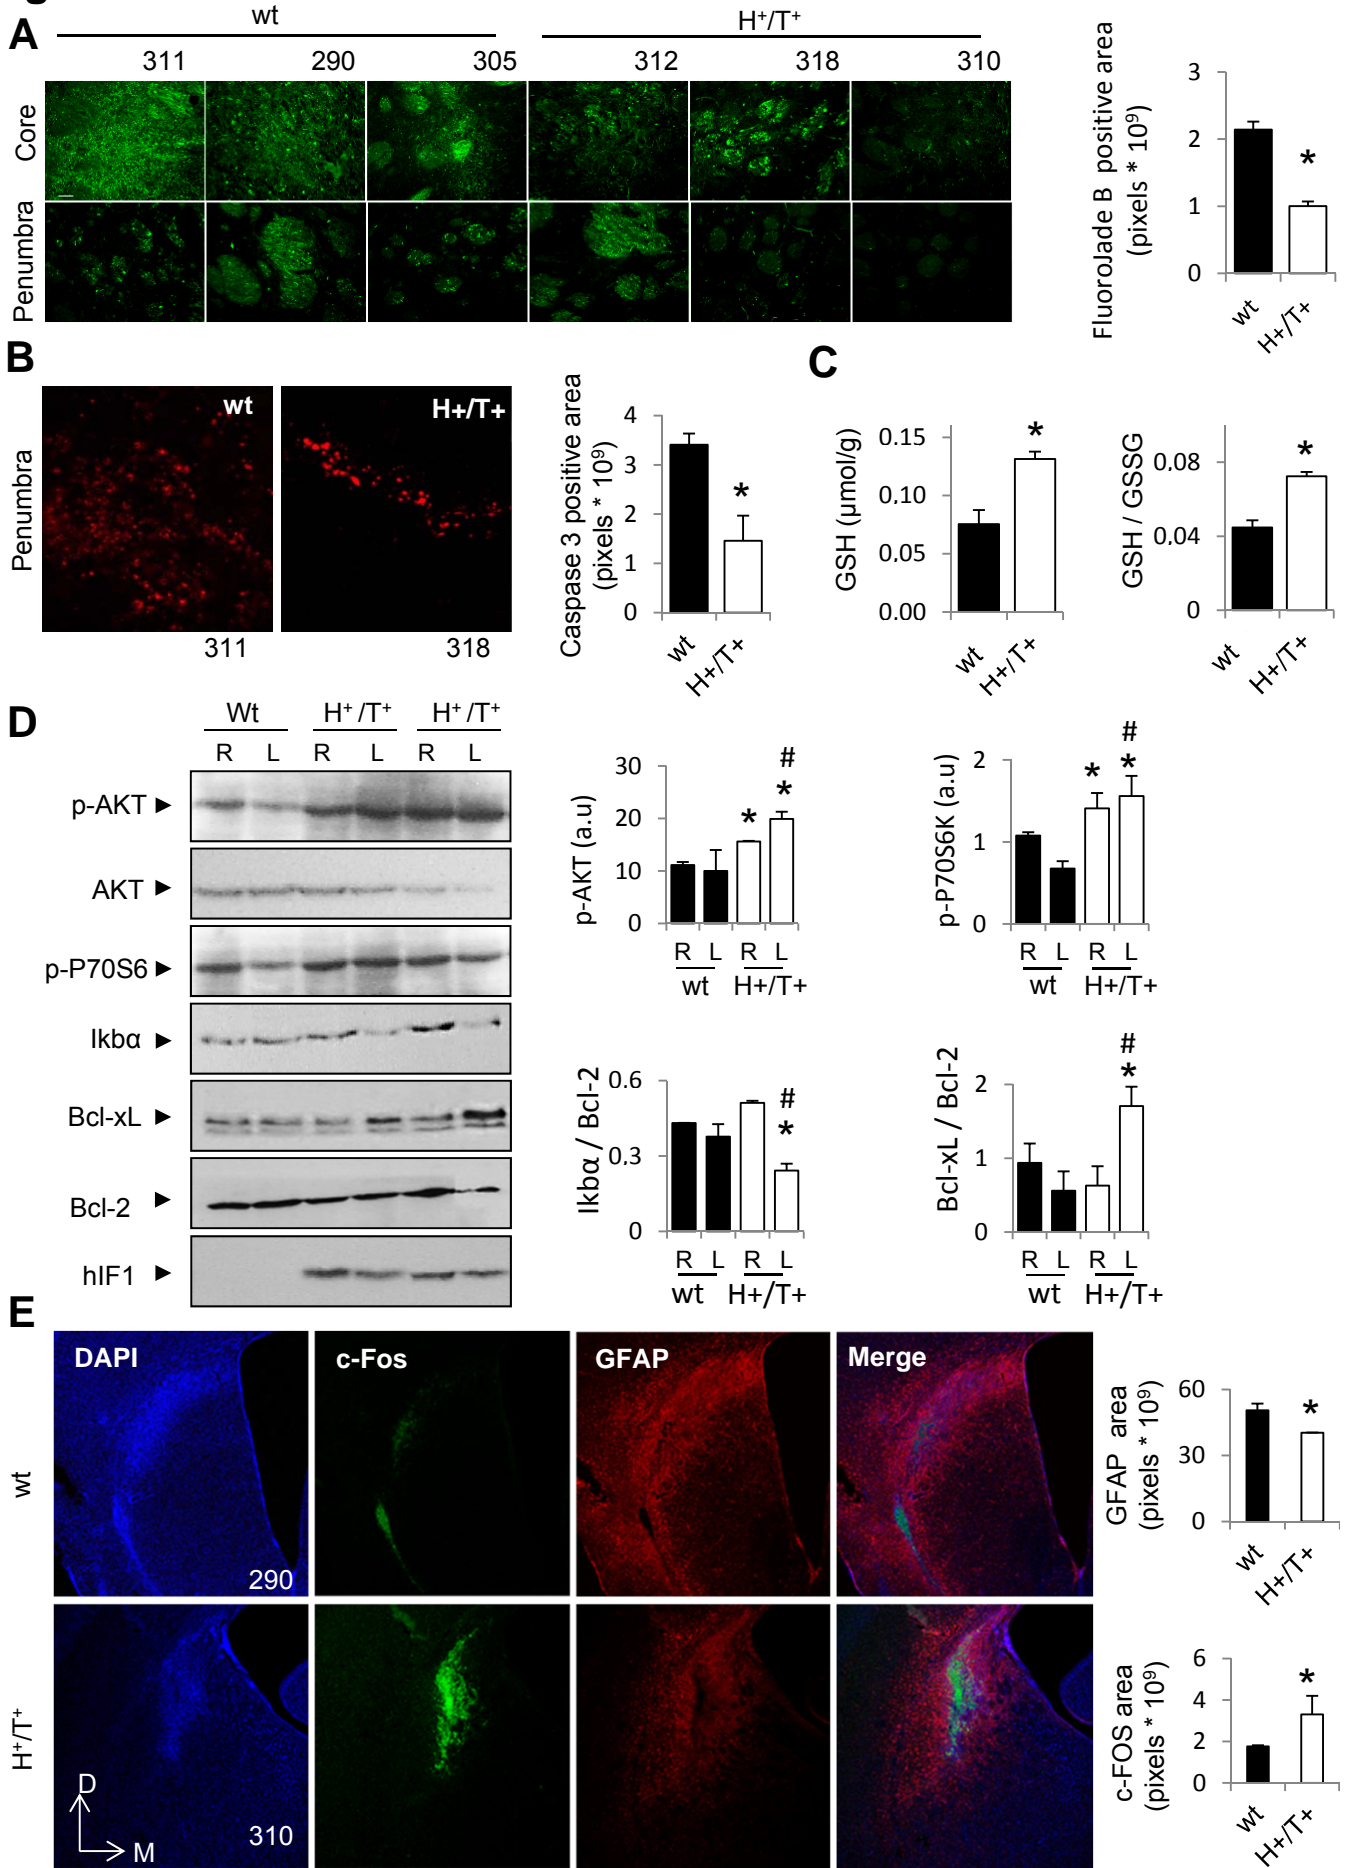 A
wt
H⁺/T⁺
311 290 305 312 318 310
Core
Penumbra
FluoroJade B positive area
(pixels * 10⁹)
3
2
1
0
*
wt
H+/T+
B
Penumbra
wt
H+/T+
311
318
Caspase 3 positive area
(pixels * 10⁹)
4
3
2
1
0
*
wt
H+/T+
C
GSH (µmol/g)
0.15
0.10
0.05
0.00
*
wt
H+/T+
GSH / GSSG
0.08
0.04
0
*
wt
H+/T+
D
Wt H⁺/T⁺ H⁺/T⁺
R L R L R L
p-AKT
AKT
p-P70S6
Ikbα
Bcl-xL
Bcl-2
hIF1
p-AKT (a.u)
30
20
10
0
*
#
*
R L R L
wt H+/T+
p-P70S6K (a.u)
2
1
0
*
#
*
R L R L
wt H+/T+
Ikbα / Bcl-2
0.6
0.3
0
#
*
R L R L
wt H+/T+
Bcl-xL / Bcl-2
2
1
0
#
*
R L R L
wt H+/T+
E
DAPI c-Fos GFAP Merge
wt
290
H⁺/T⁺
D
M
310
GFAP area
(pixels * 10⁹)
60
30
0
*
wt
H+/T+
c-FOS area
(pixels * 10⁹)
6
4
2
0
*
wt
H+/T+